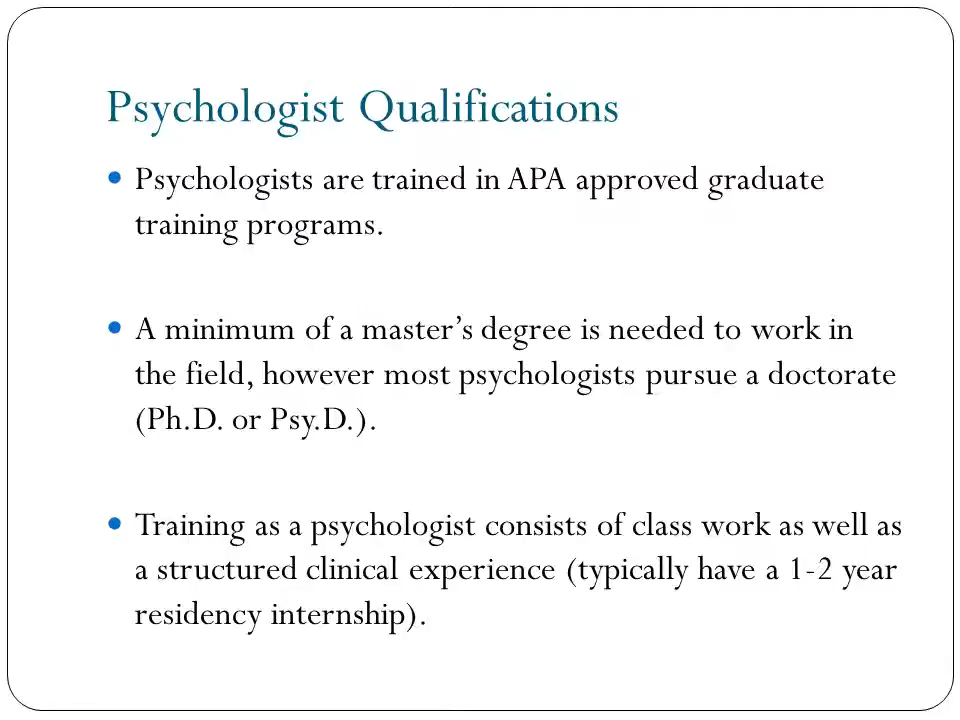 Psychologist Qualifications
• Psychologists are trained in APA approved graduate
training programs.
• A minimum of a master’s degree is needed to work in
the field, however most psychologists pursue a doctorate
(Ph.D. or Psy.D.).
• Training as a psychologist consists of class work as well as
a structured clinical experience (typically have a 1-2 year
residency internship).